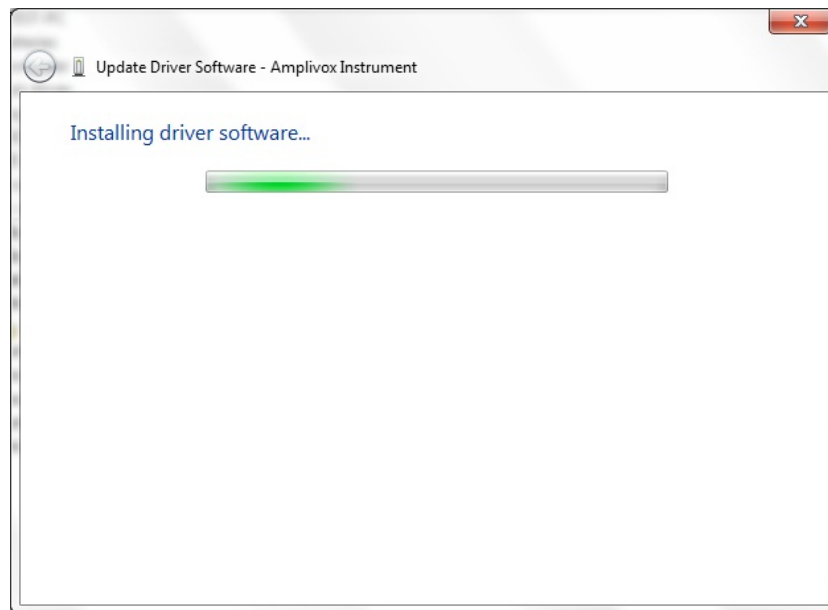 Update Driver Software - Amplivox Instrument
Installing driver software...